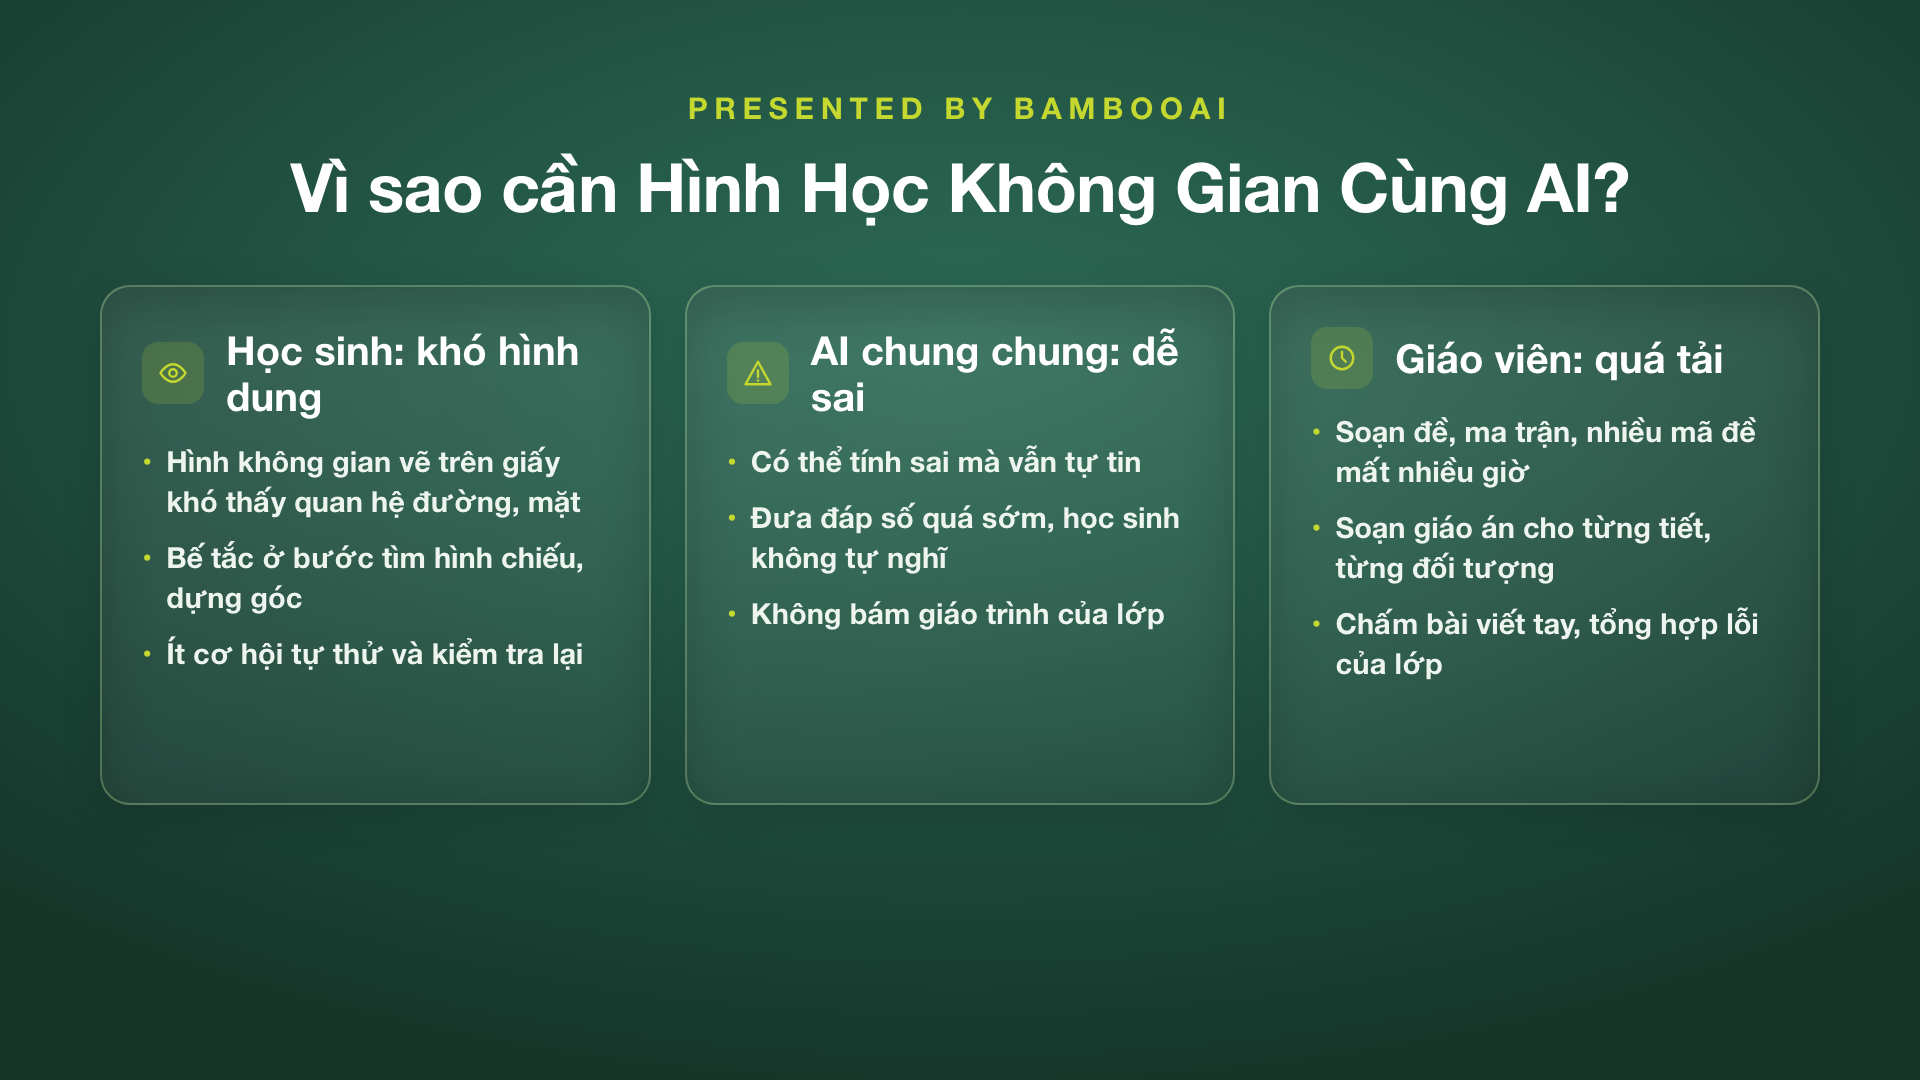 PRESENTED BY BAMBOOAI
Vì sao cần Hình Học Không Gian Cùng AI?
Học sinh: khó hình
dung
• Hình không gian vẽ trên giấy
khó thấy quan hệ đường, mặt
• Bế tắc ở bước tìm hình chiếu,
dựng góc
• Ít cơ hội tự thử và kiểm tra lại
AI chung chung: dễ
sai
• Có thể tính sai mà vẫn tự tin
• Đưa đáp số quá sớm, học sinh
không tự nghĩ
• Không bám giáo trình của lớp
Giáo viên: quá tải
• Soạn đề, ma trận, nhiều mã đề
mất nhiều giờ
• Soạn giáo án cho từng tiết,
từng đối tượng
• Chấm bài viết tay, tổng hợp lỗi
của lớp